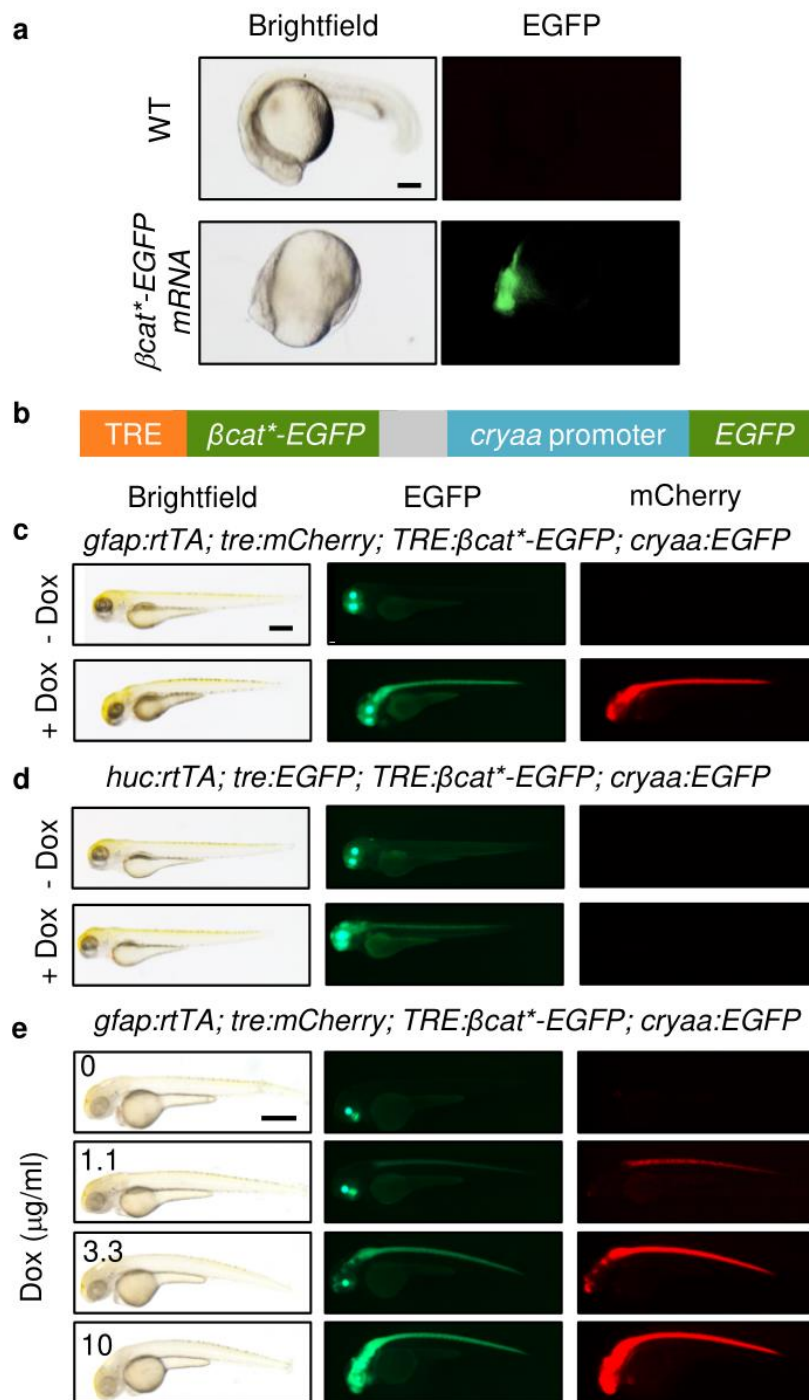 a
Brightfield EGFP
WT
βcat*-EGFP
mRNA
b
TRE βcat*-EGFP cryaa promoter EGFP
Brightfield EGFP mCherry
c
gfap:rtTA; tre:mCherry; TRE:βcat*-EGFP; cryaa:EGFP
- Dox
+ Dox
d
huc:rtTA; tre:EGFP; TRE:βcat*-EGFP; cryaa:EGFP
- Dox
+ Dox
e
gfap:rtTA; tre:mCherry; TRE:βcat*-EGFP; cryaa:EGFP
Dox (μg/ml)
0
1.1
3.3
10